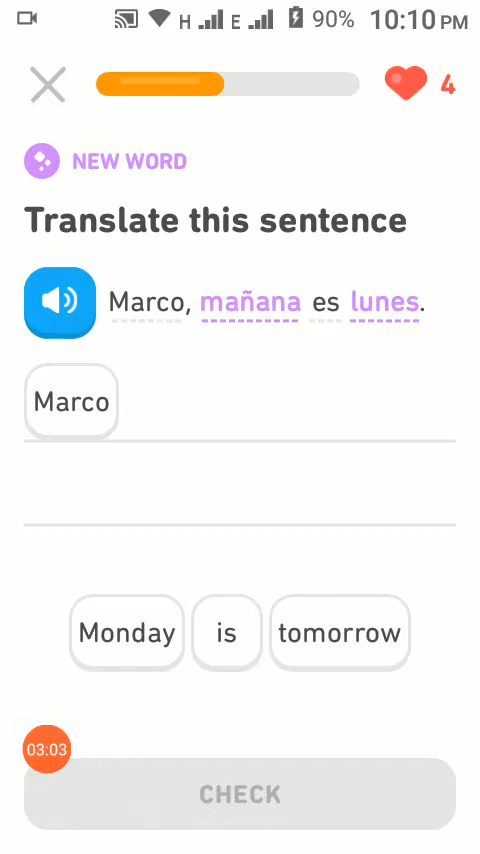 H E 90% 10:10 PM
4
NEW WORD
Translate this sentence
Marco, mañana es lunes.
Marco
Monday is tomorrow
03:03
CHECK